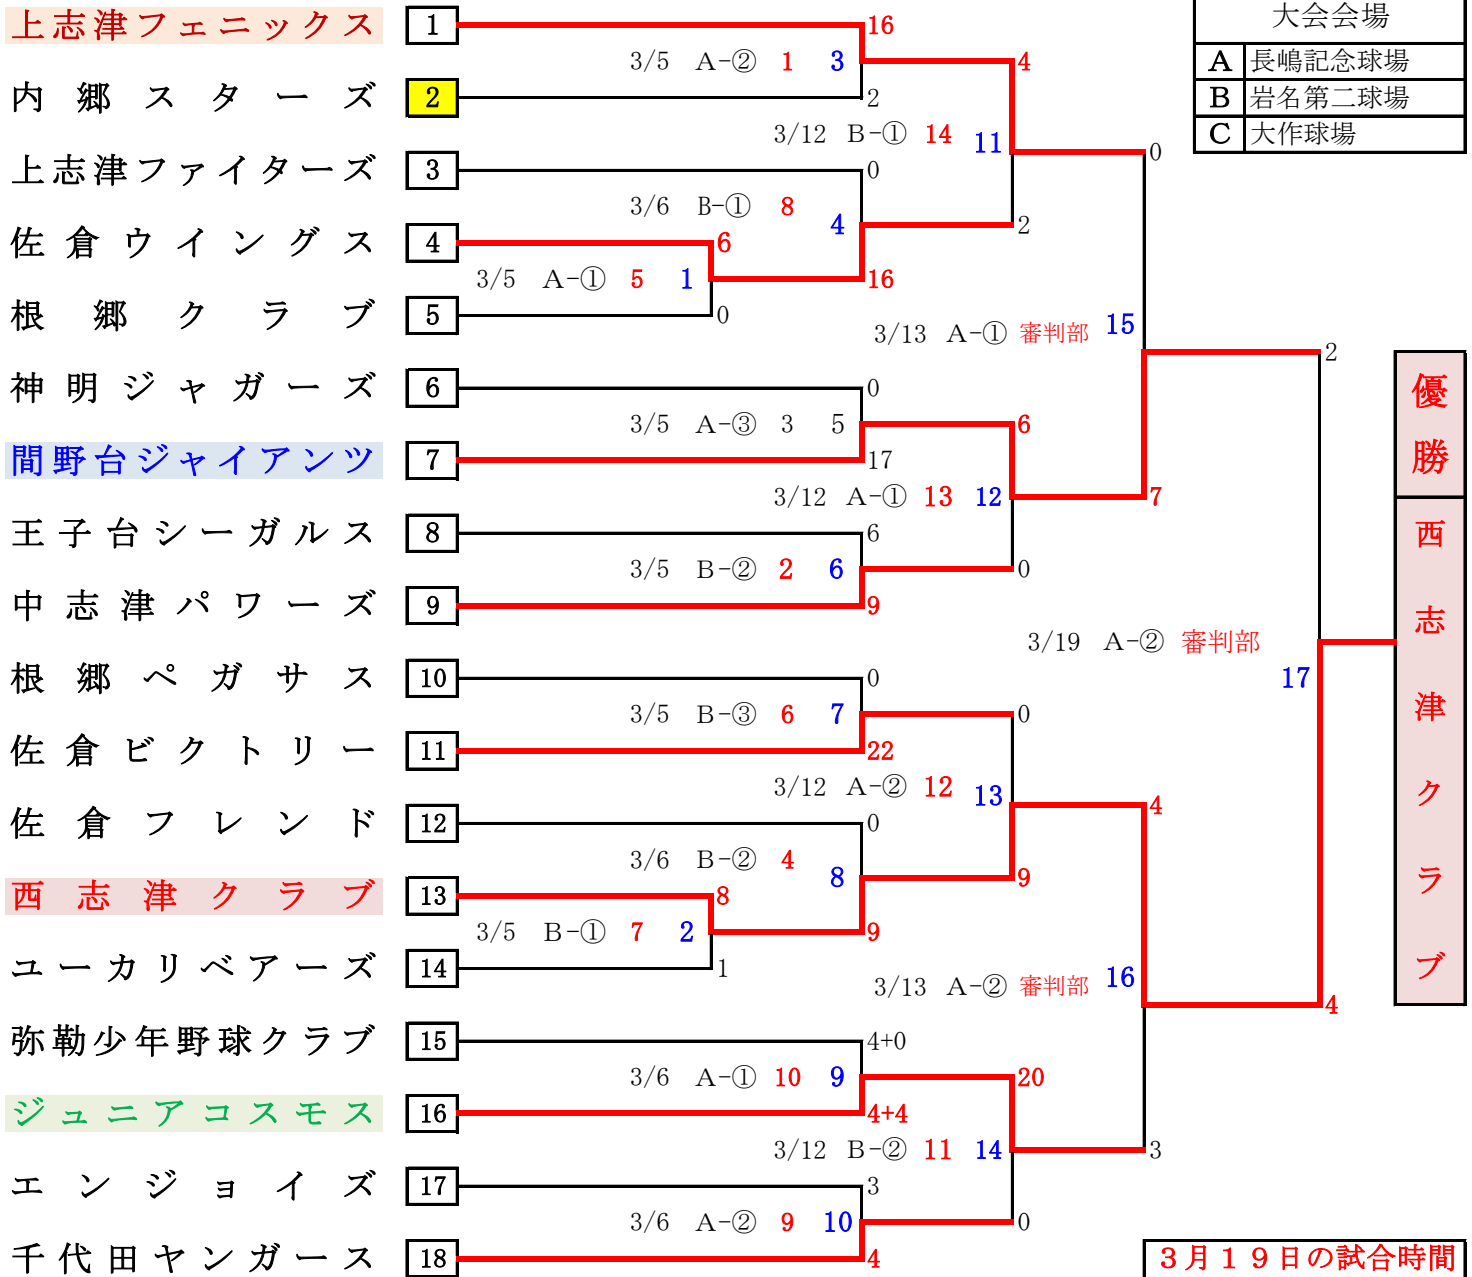 上志津フェニックス 1 16 大会会場
3/5 A-② 1 3 4 A 長嶋記念球場
内郷スターズ 2 2 B 岩名第二球場
3/12 B-① 14 11 C 大作球場
上志津ファイターズ 3 0 0
3/6 B-① 8 4 2
佐倉ウイングス 4 6
3/5 A-① 5 1 16
根郷クラブ 5 0
3/13 A-① 審判部 15
2
神明ジャガーズ 6 0 優勝
3/5 A-③ 3 5 6
間野台ジャイアンツ 7 17
3/12 A-① 13 12 7
王子台シーガルス 8 6 西志津クラブ
3/5 B-② 2 6 0
中志津パワーズ 9 9
3/19 A-② 審判部 17
根郷ペガサス 10 0
3/5 B-③ 6 7 0
佐倉ビクトリー 11 22
3/12 A-② 12 13 4
佐倉フレンド 12 0
3/6 B-② 4 8 9
西志津クラブ 13 8
3/5 B-① 7 2 9
ユーカリベアーズ 14 1
3/13 A-② 審判部 16 4
弥勒少年野球クラブ 15 4+0
3/6 A-① 10 9 20
ジュニアコスモス 16 4+4
3/12 B-② 11 14 3
エンジョイズ 17 3
3/6 A-② 9 10 0
千代田ヤンガース 18 4 3月19日の試合時間